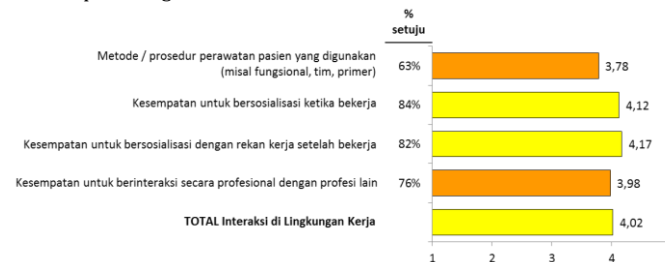 %
setuju
Metode / prosedur perawatan pasien yang digunakan
(misal fungsional, tim, primer)
63%
3,78
Kesempatan untuk bersosialisasi ketika bekerja
84%
4,12
Kesempatan untuk bersosialisasi dengan rekan kerja setelah bekerja
82%
4,17
Kesempatan untuk berinteraksi secara profesional dengan profesi lain
76%
3,98
TOTAL Interaksi di Lingkungan Kerja
4,02
1 2 3 4